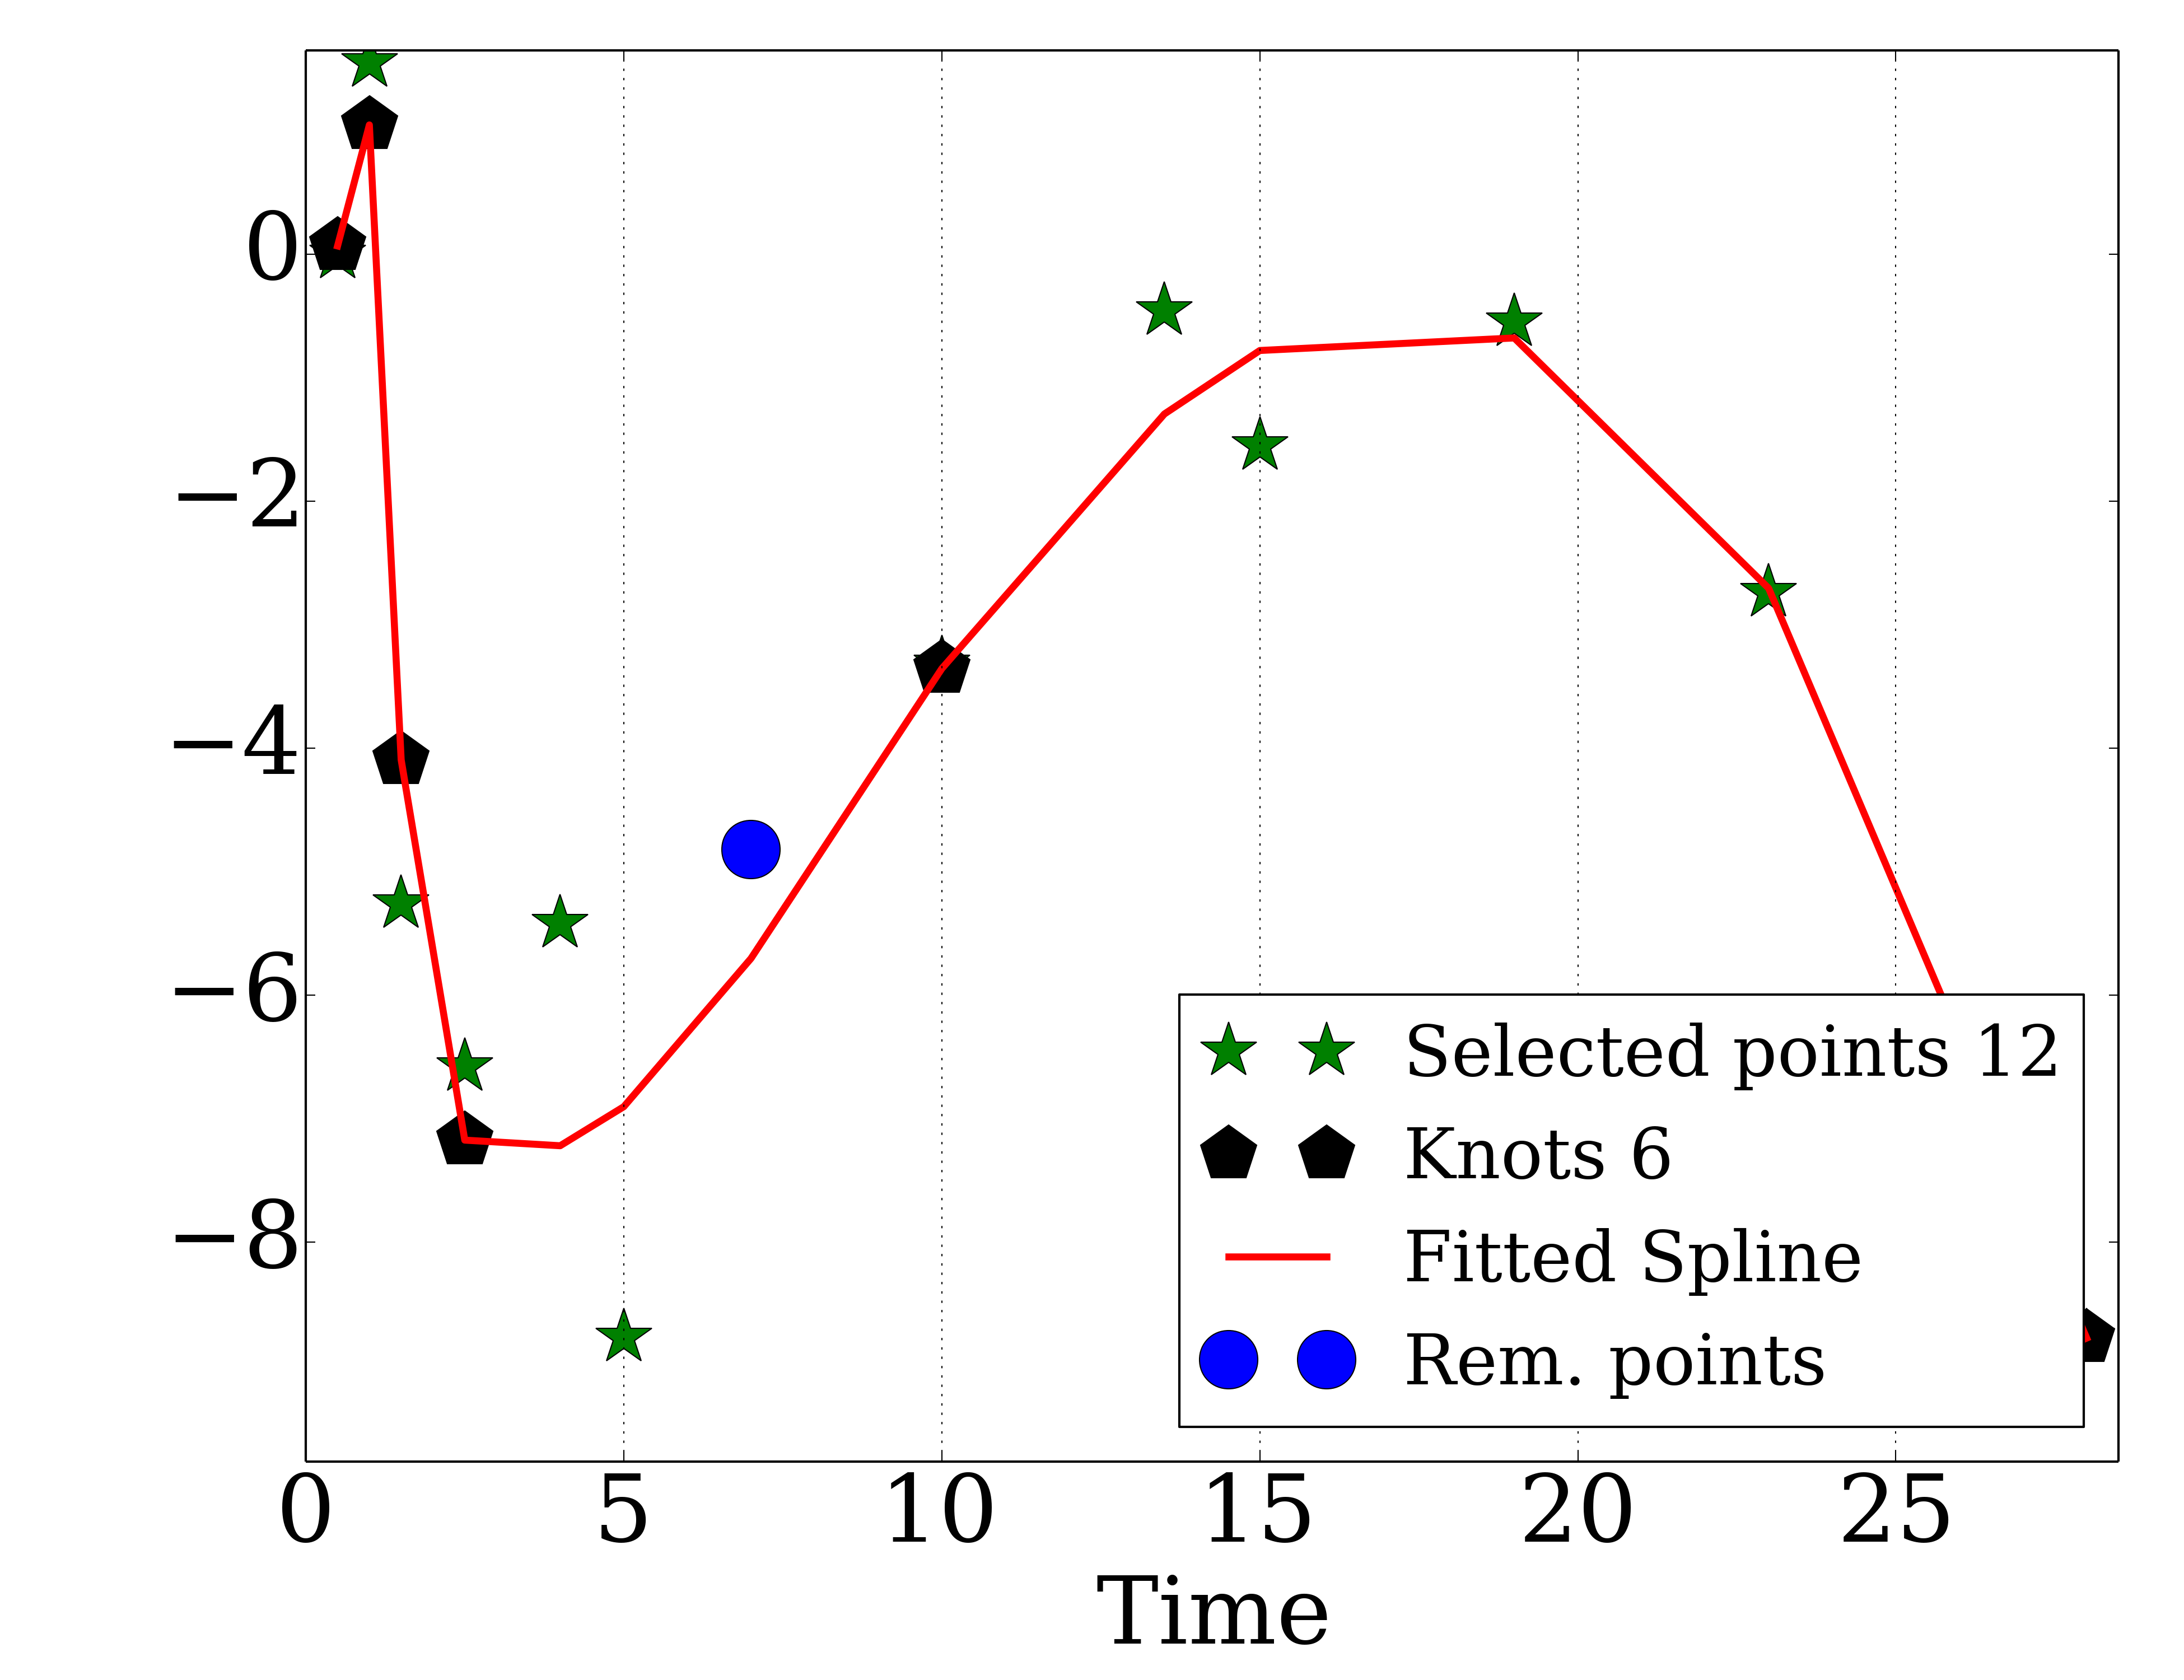 0
−2
−4
−6
−8
Selected points 12
Knots 6
Fitted Spline
Rem. points
0 5 10 15 20 25
Time